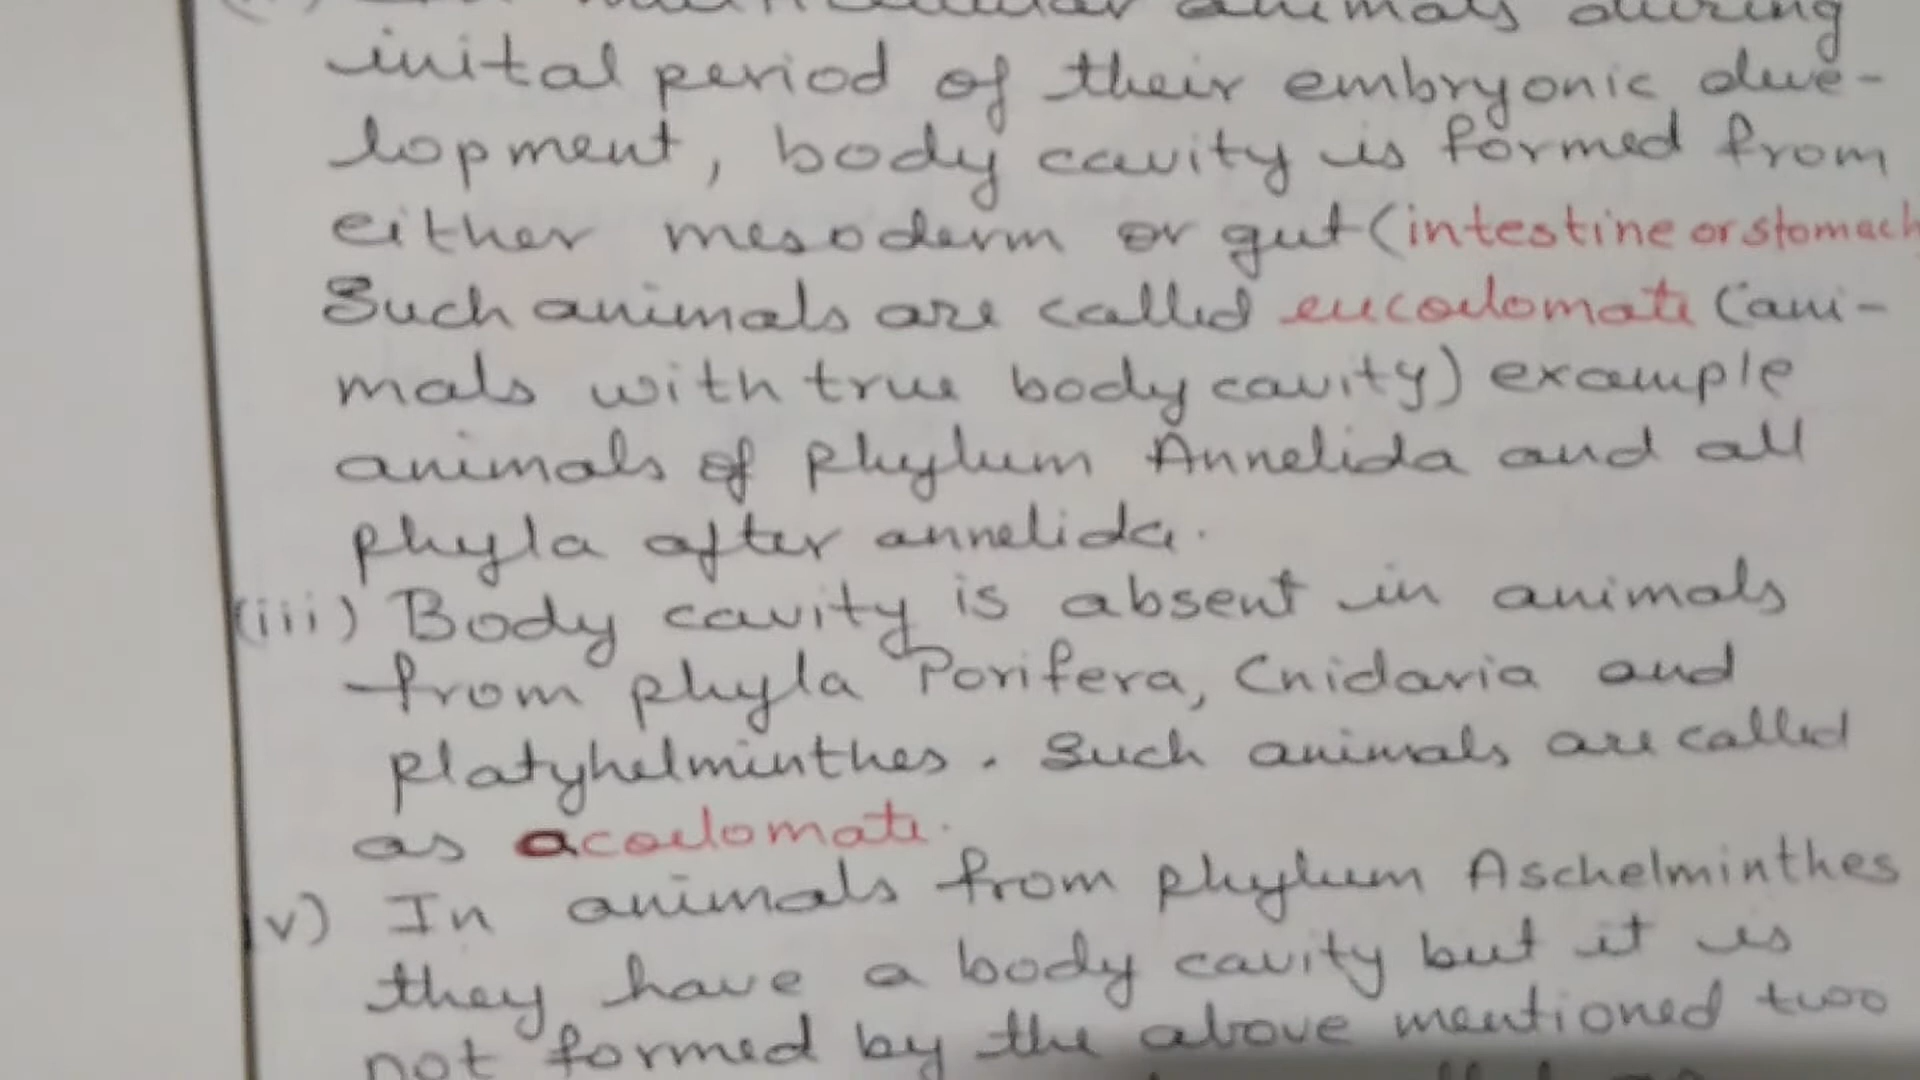 animals during
inital period of their embryonic deve-
lopment, body cavity is formed from
either mesoderm or gut (intestine or stomach
Such animals are called eucoelomate (ani-
mals with true body cavity) example
animals of phylum Annelida and all
phyla after annelida.
(iii) Body cavity is absent in animals
from phyla Porifera, Cnidaria and
platyhelminthes. Such animals are called
as acoelomate.
v) In animals from phylum Aschelminthes
they have a body cavity but it is
not formed by the above mentioned two